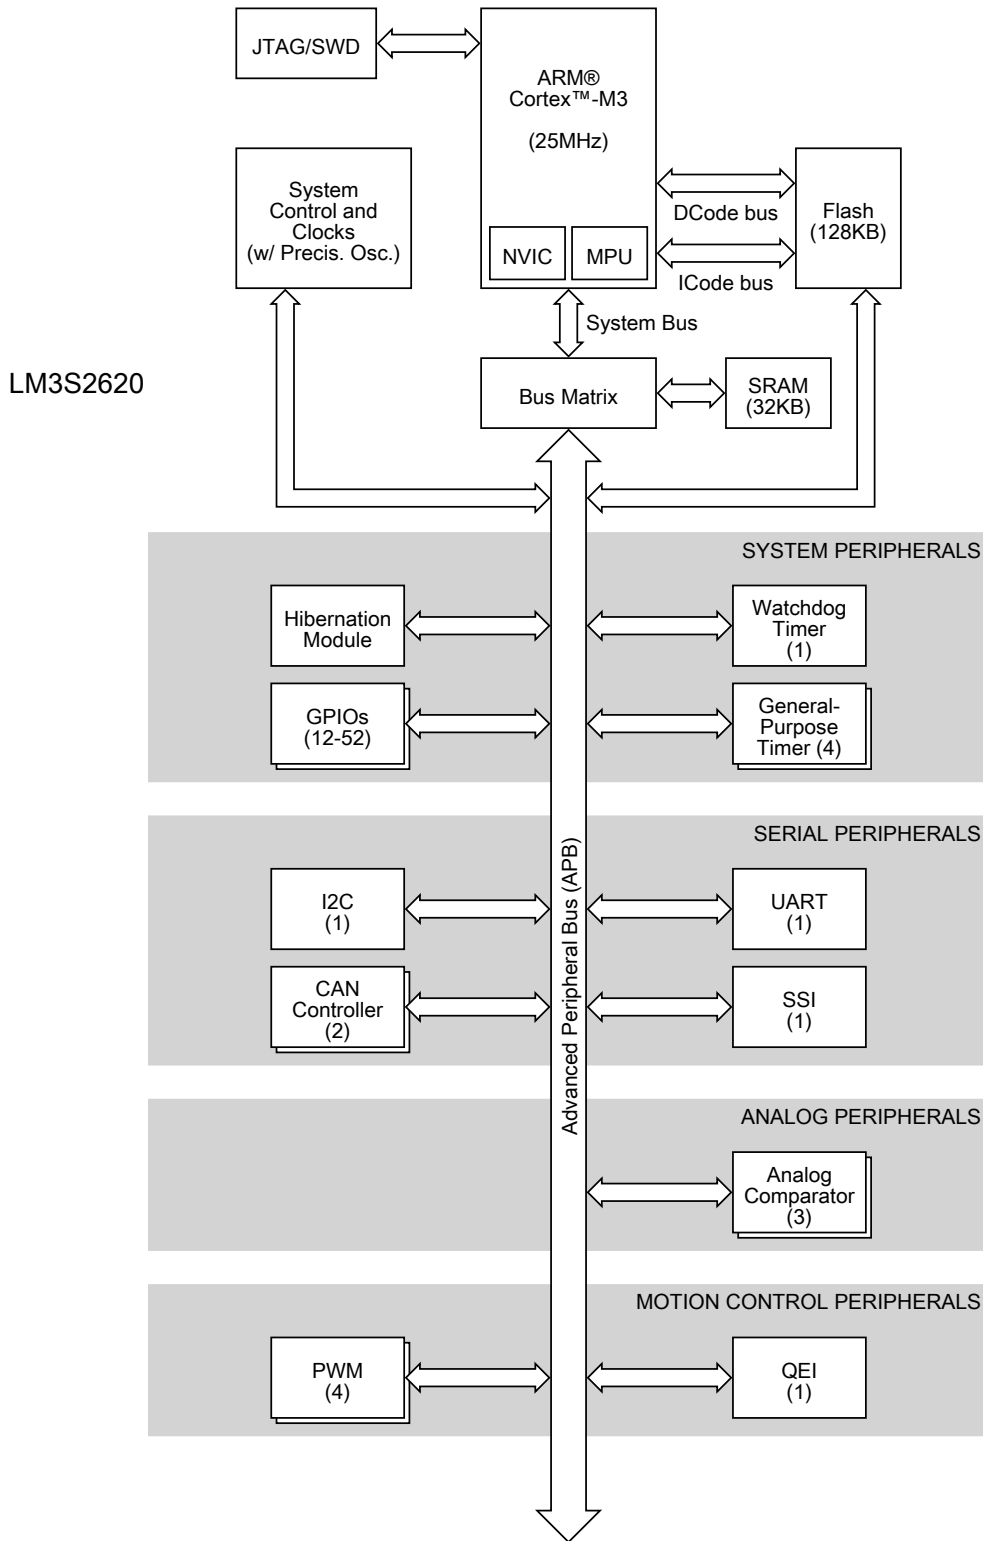 JTAG/SWD
ARM®
Cortex™-M3
(25MHz)
NVIC
MPU
System
Control and
Clocks
(w/ Precis. Osc.)
DCode bus
ICode bus
Flash
(128KB)
System Bus
LM3S2620
Bus Matrix
SRAM
(32KB)
SYSTEM PERIPHERALS
Hibernation
Module
Watchdog
Timer
(1)
GPIOs
(12-52)
General-
Purpose
Timer (4)
Advanced Peripheral Bus (APB)
SERIAL PERIPHERALS
I2C
(1)
UART
(1)
CAN
Controller
(2)
SSI
(1)
ANALOG PERIPHERALS
Analog
Comparator
(3)
MOTION CONTROL PERIPHERALS
PWM
(4)
QEI
(1)